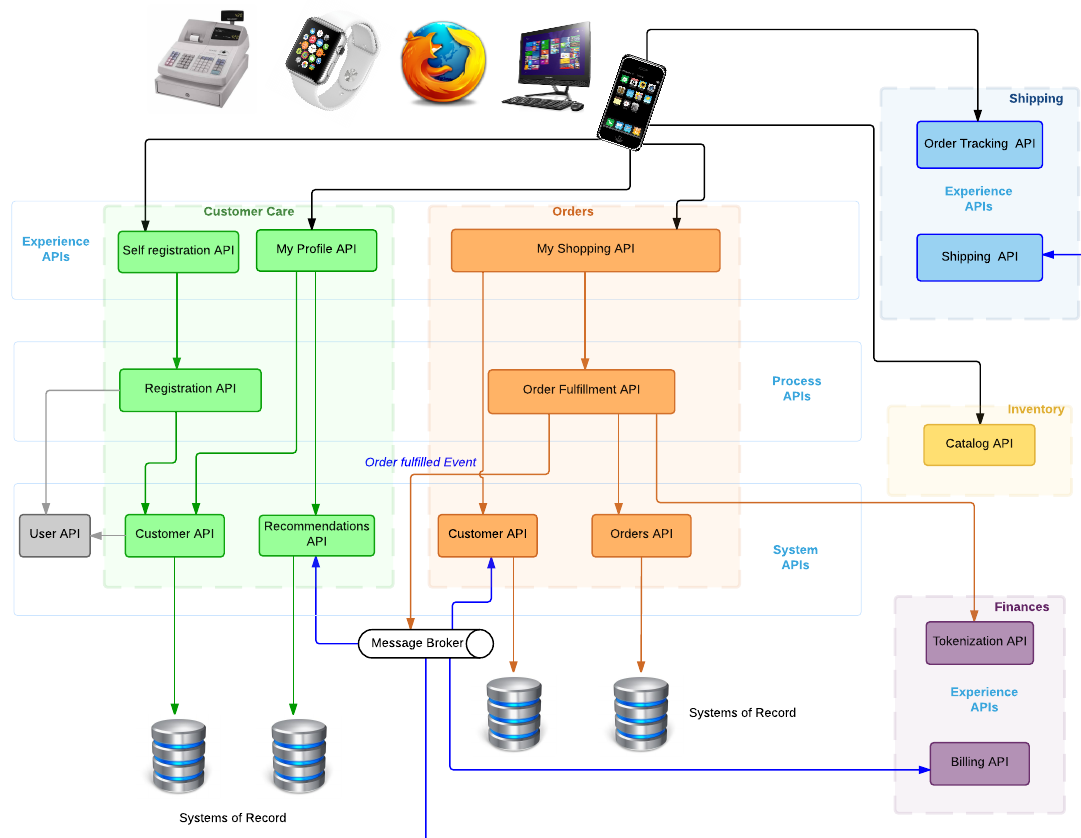 Shipping
Order Tracking API
Experience
APIs
Shipping API
Customer Care
Orders
Experience
APIs
Self registration API
My Profile API
My Shopping API
Registration API
Order Fulfillment API
Process
APIs
Inventory
Catalog API
Order fulfilled Event
User API
Customer API
Recommendations
API
Customer API
Orders API
System
APIs
Finances
Tokenization API
Message Broker
Experience
APIs
Systems of Record
Billing API
Systems of Record